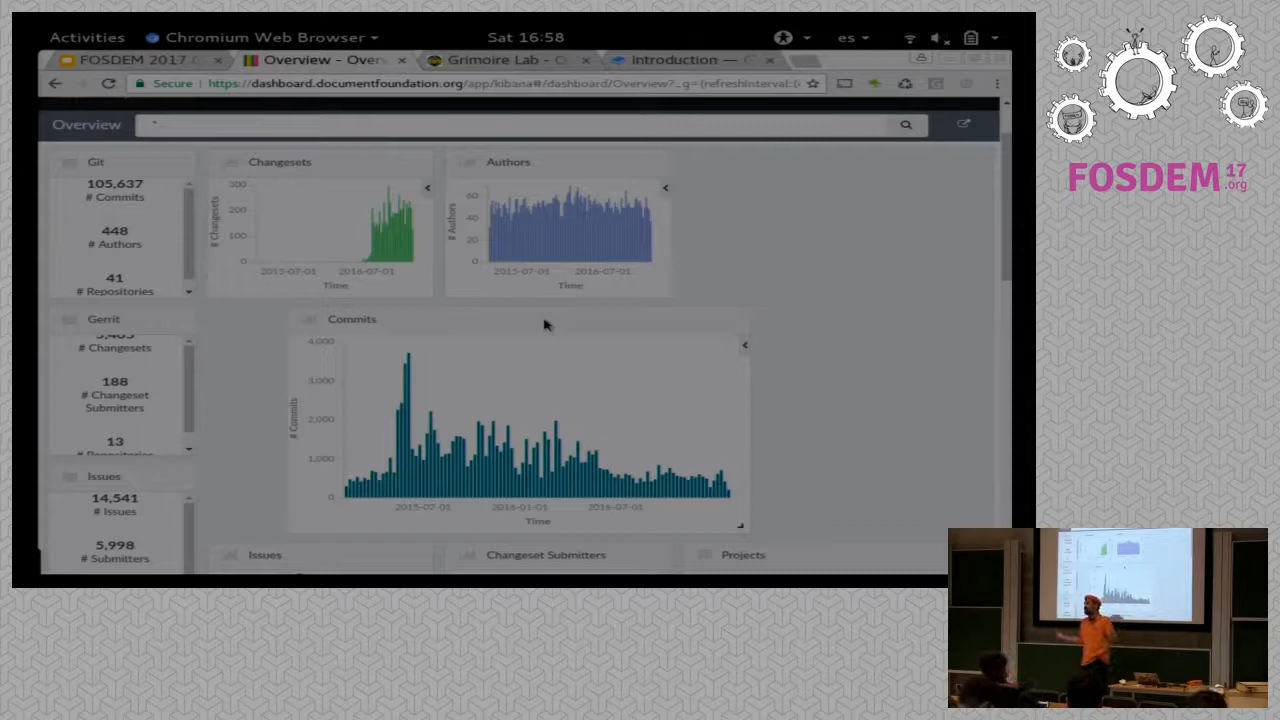 Activities Chromium Web Browser Sat 16:58 es
FOSDEM 2017 Overview - Over Grimoire Lab - Introduction —
Secure https://dashboard.documentfoundation.org/app/kibana#/dashboard/Overview?_g=(refreshInterval:(
Overview *
Git
105,637
# Commits
448
# Authors
41
# Repositories
Changesets
# Changesets
300
200
100
0
2015-07-01 2016-07-01
Time
Authors
# Authors
60
40
20
0
2015-07-01 2016-07-01
Time
Gerrit
# Changesets
188
# Changeset
Submitters
13
Commits
# Commits
4,000
3,000
2,000
1,000
0
2015-07-01 2016-01-01 2016-07-01
Time
Issues
14,541
# Issues
5,998
# Submitters
Issues
Changeset Submitters
Projects
FOSDEM 17
.org